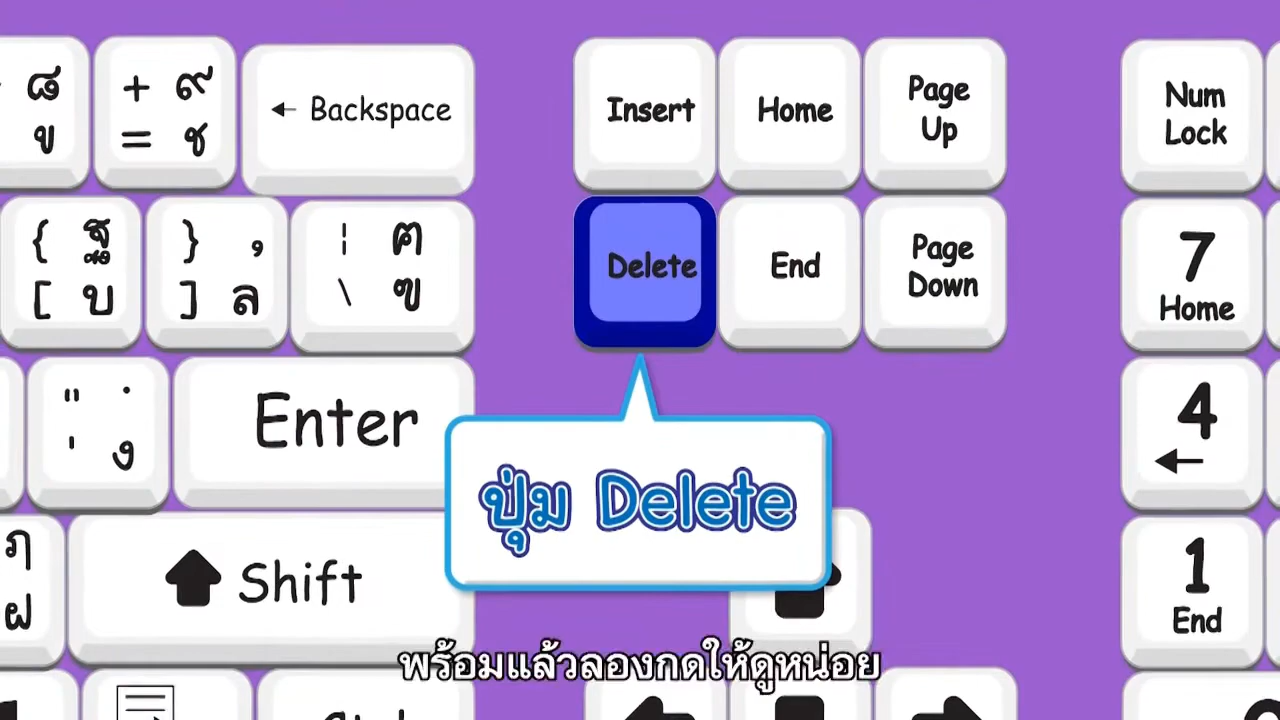 ๘ + ๙ ← Backspace Insert Home Page Up Num Lock
ข = ช
{ ฐ } , ¦ ฅ Delete End Page Down 7 Home
[ บ ] ล \ ฃ
" . Enter 4 ←
' ง
ปุ่ม Delete
ฦ Shift 1 End
ฝ
พร้อมแล้วลองกดให้ดูหน่อย